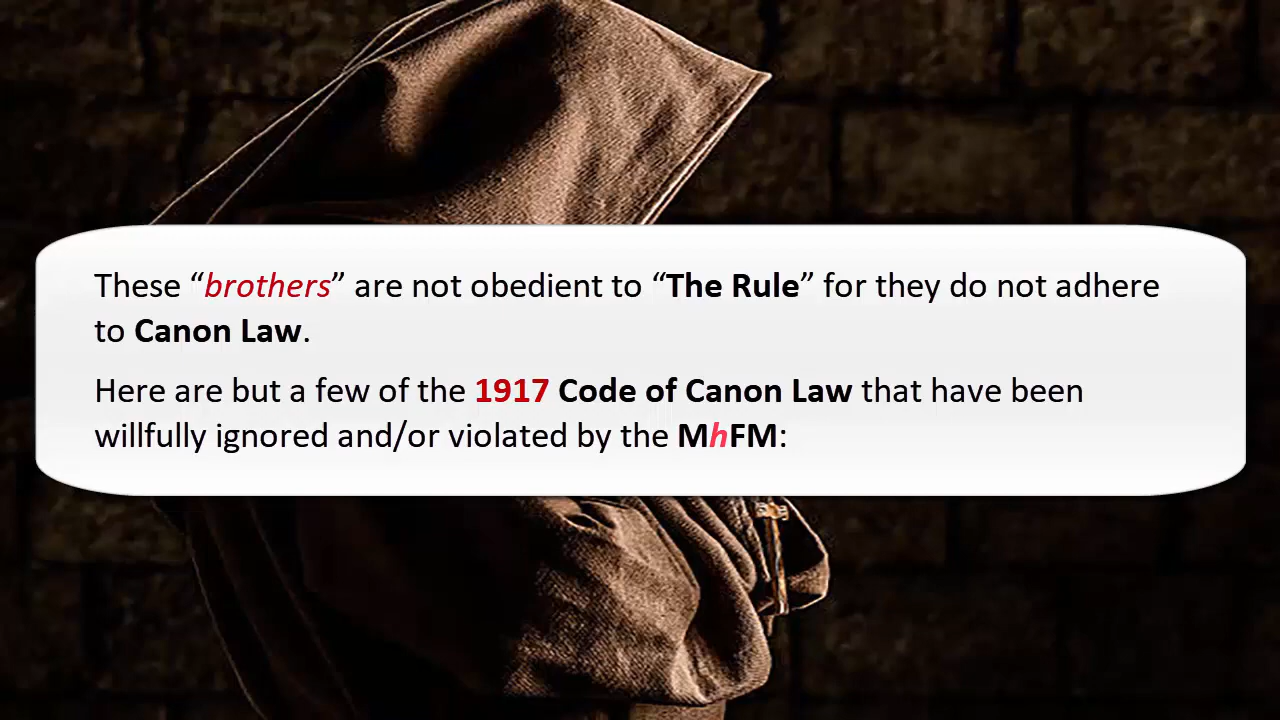 These “brothers” are not obedient to “The Rule” for they do not adhere
to Canon Law.
Here are but a few of the 1917 Code of Canon Law that have been
willfully ignored and/or violated by the MhFM: